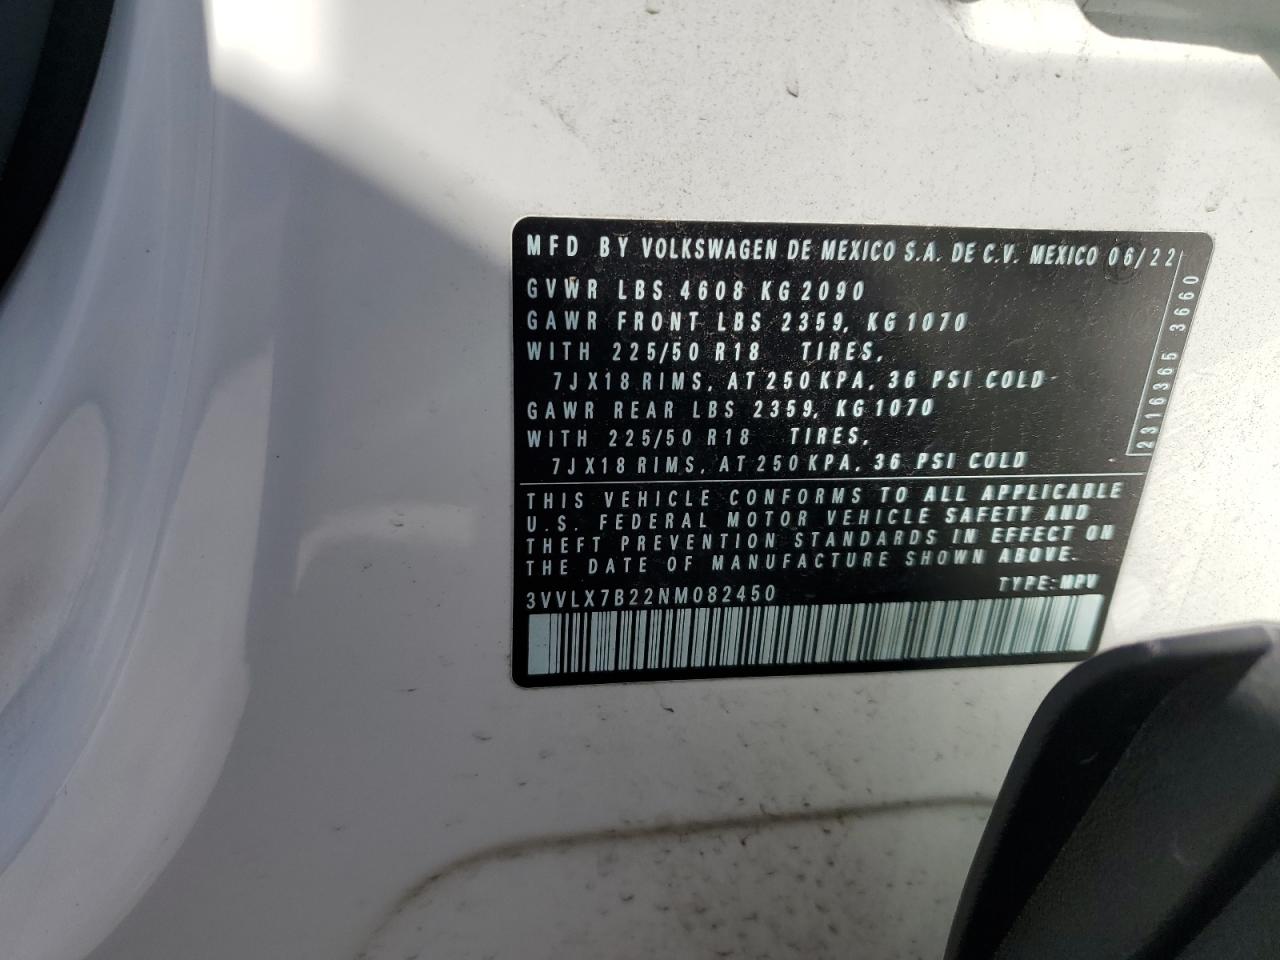 MFD BY VOLKSWAGEN DE MEXICO S.A. DE C.V. MEXICO 06/22
GVWR LBS 4608 KG 2090
GAWR FRONT LBS 2359, KG 1070
WITH 225/50 R18 TIRES,
7JX18 RIMS, AT 250 KPA, 36 PSI COLD
GAWR REAR LBS 2359, KG 1070
WITH 225/50 R18 TIRES,
7JX18 RIMS, AT 250 KPA, 36 PSI COLD
2316365 3660
THIS VEHICLE CONFORMS TO ALL APPLICABLE
U.S. FEDERAL MOTOR VEHICLE SAFETY AND
THEFT PREVENTION STANDARDS IN EFFECT ON
THE DATE OF MANUFACTURE SHOWN ABOVE.
3VVLX7B22NM082450 TYPE: MPV